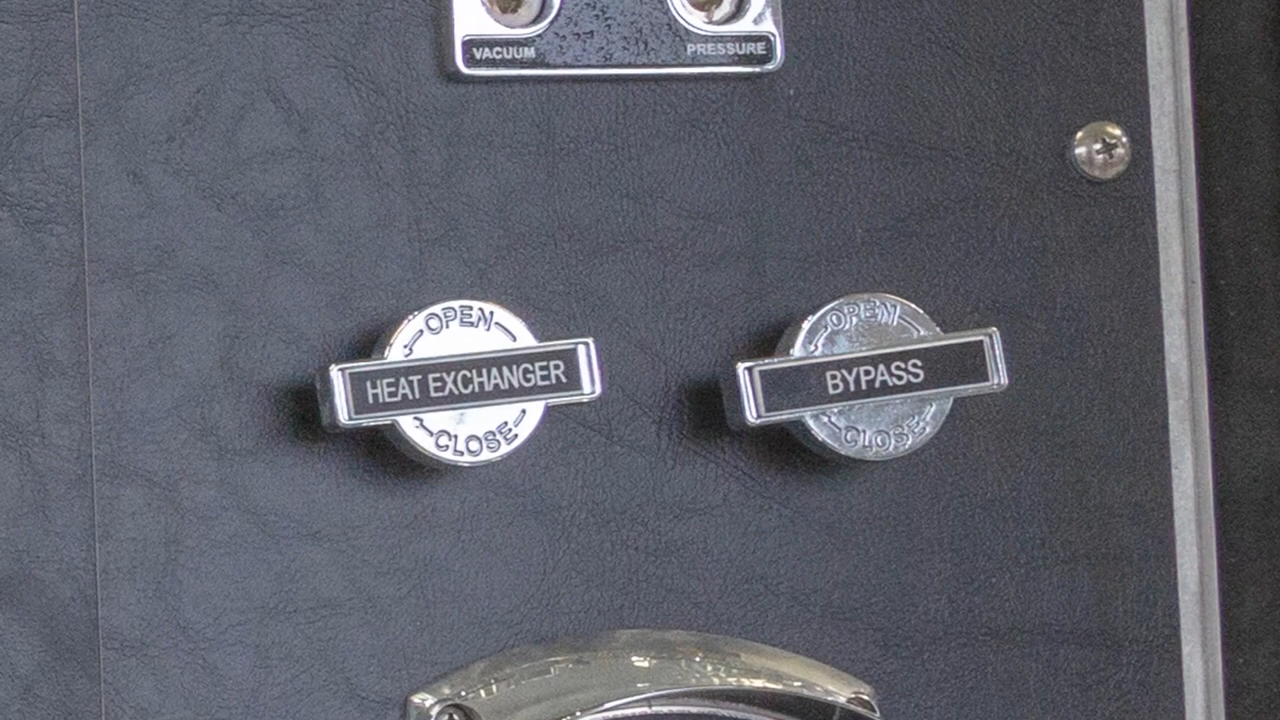 VACUUM PRESSURE
OPEN OPEN
HEAT EXCHANGER BYPASS
CLOSE CLOSE